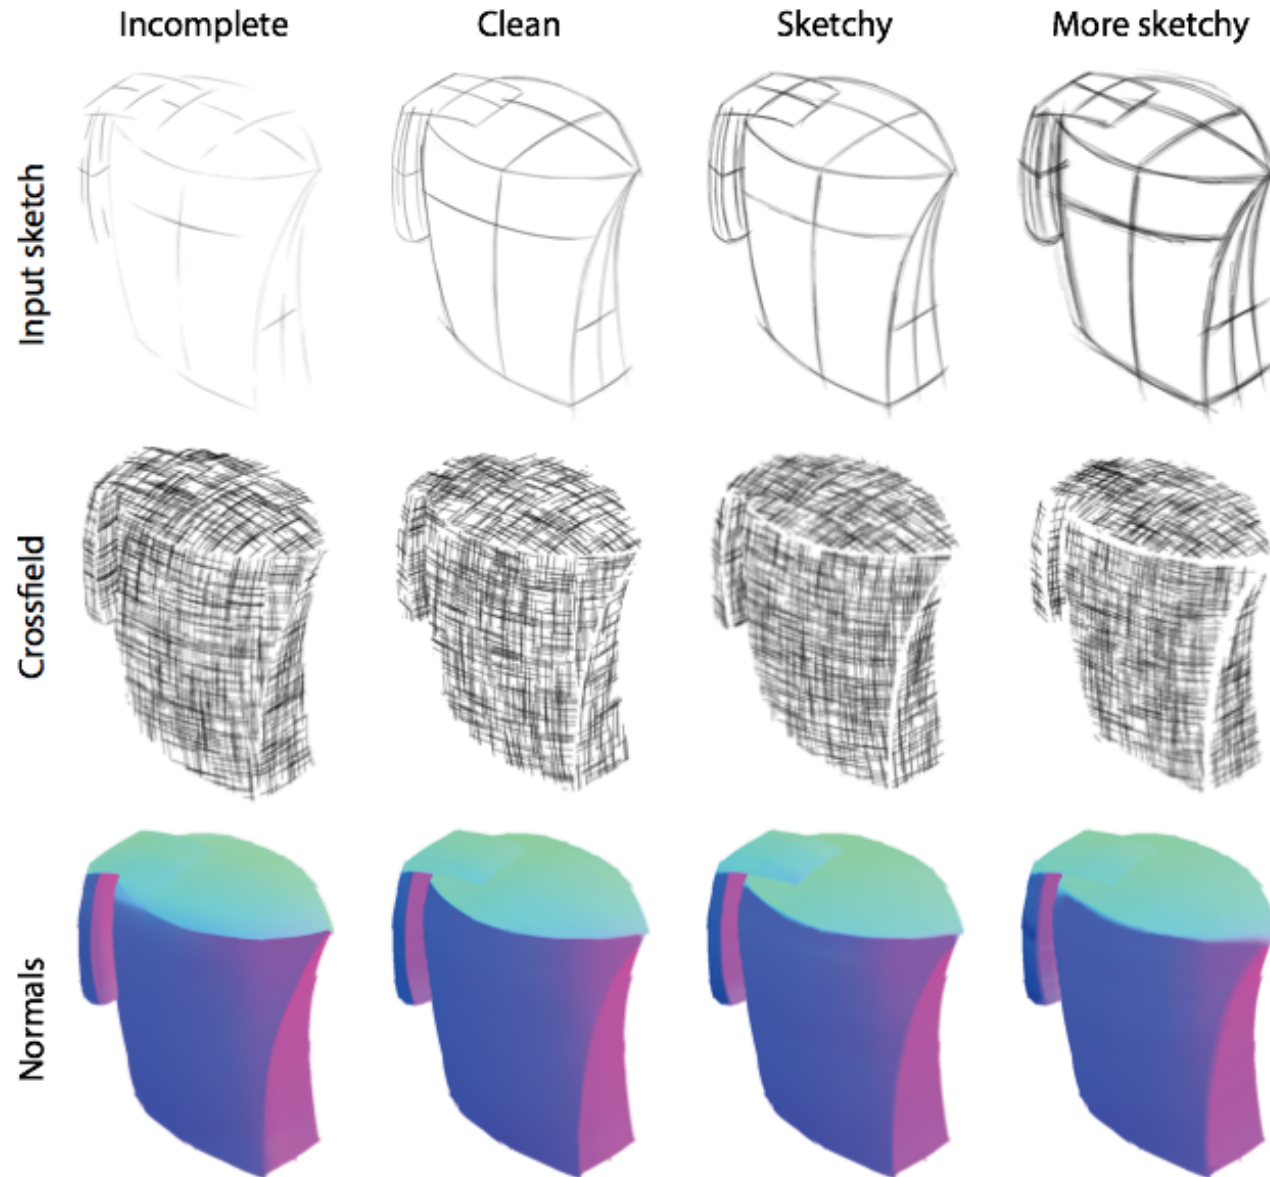 Incomplete
Clean
Sketchy
More sketchy
Input sketch
Crossfield
Normals